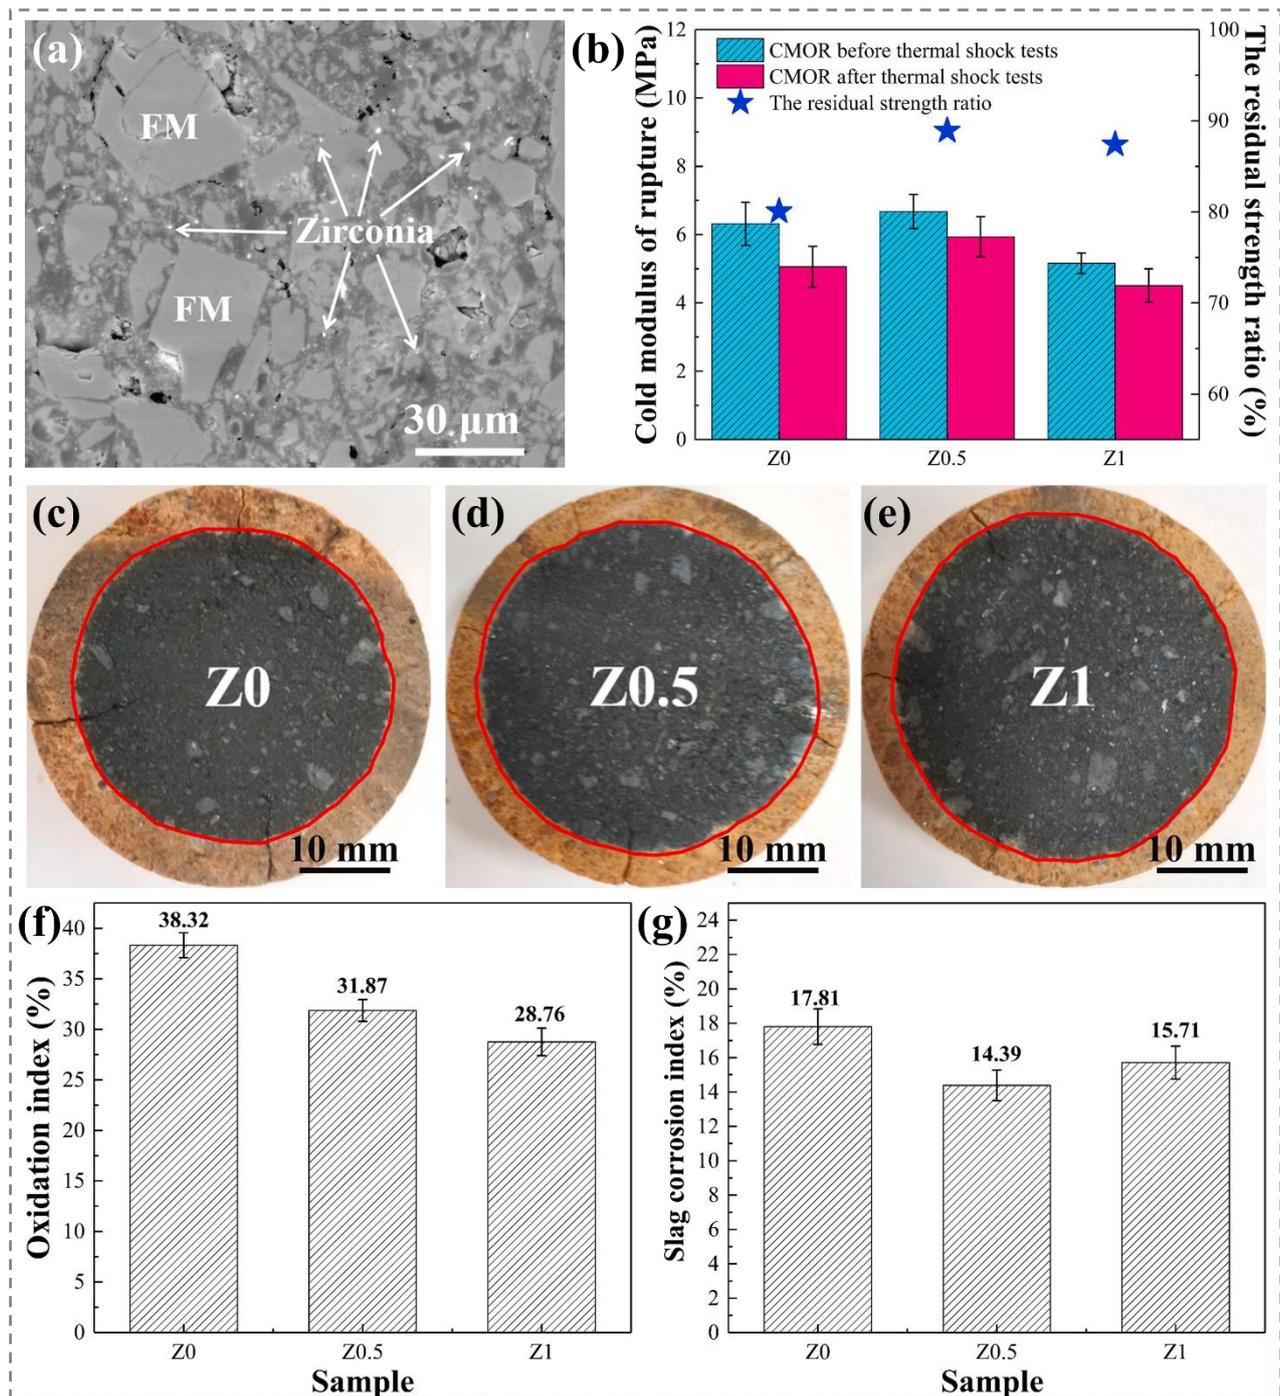 (a)
FM
Zirconia
FM
30 μm
(b)
Cold modulus of rupture (MPa)
12
10
8
6
4
2
0
CMOR before thermal shock tests
CMOR after thermal shock tests
The residual strength ratio
Z0
Z0.5
Z1
100
90
80
70
60
The residual strength ratio (%)
(c)
Z0
10 mm
(d)
Z0.5
10 mm
(e)
Z1
10 mm
(f)
Oxidation index (%)
40
35
30
25
20
15
10
5
0
38.32
31.87
28.76
Z0
Z0.5
Z1
Sample
(g)
Slag corrosion index (%)
24
22
20
18
16
14
12
10
8
6
4
2
0
17.81
14.39
15.71
Z0
Z0.5
Z1
Sample